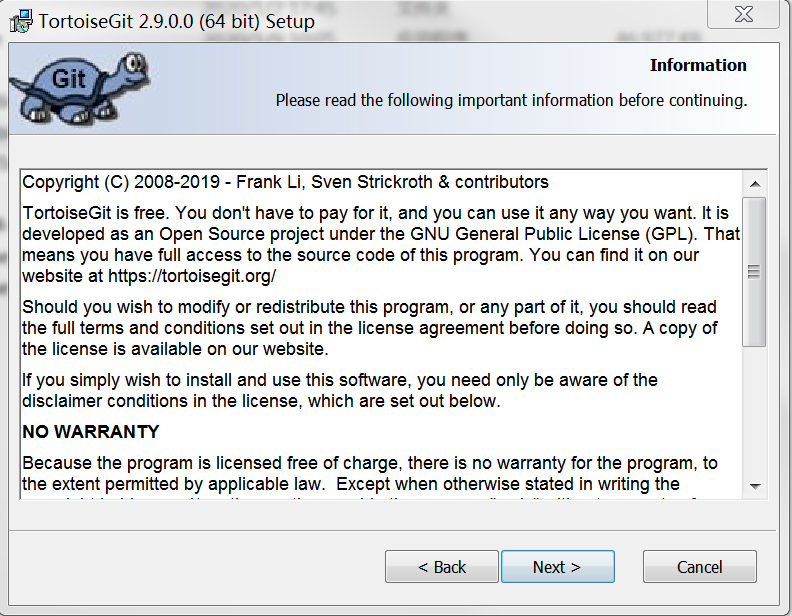 TortoiseGit 2.9.0.0 (64 bit) Setup
Git
Information
Please read the following important information before continuing.
Copyright (C) 2008-2019 - Frank Li, Sven Strickroth & contributors
TortoiseGit is free. You don't have to pay for it, and you can use it any way you want. It is
developed as an Open Source project under the GNU General Public License (GPL). That
means you have full access to the source code of this program. You can find it on our
website at https://tortoisegit.org/
Should you wish to modify or redistribute this program, or any part of it, you should read
the full terms and conditions set out in the license agreement before doing so. A copy of
the license is available on our website.
If you simply wish to install and use this software, you need only be aware of the
disclaimer conditions in the license, which are set out below.
NO WARRANTY
Because the program is licensed free of charge, there is no warranty for the program, to
the extent permitted by applicable law.  Except when otherwise stated in writing the
< Back
Next >
Cancel